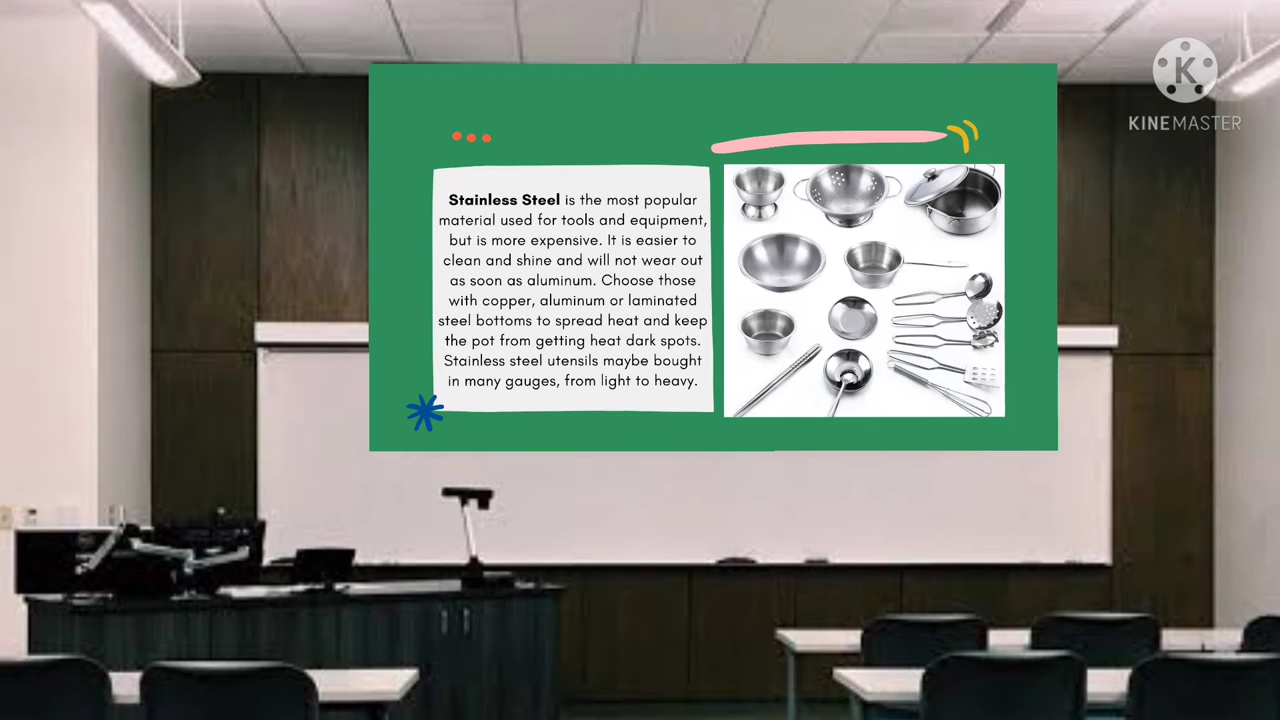 KINEMASTER
Stainless Steel is the most popular
material used for tools and equipment,
but is more expensive. It is easier to
clean and shine and will not wear out
as soon as aluminum. Choose those
with copper, aluminum or laminated
steel bottoms to spread heat and keep
the pot from getting heat dark spots.
Stainless steel utensils maybe bought
in many gauges, from light to heavy.